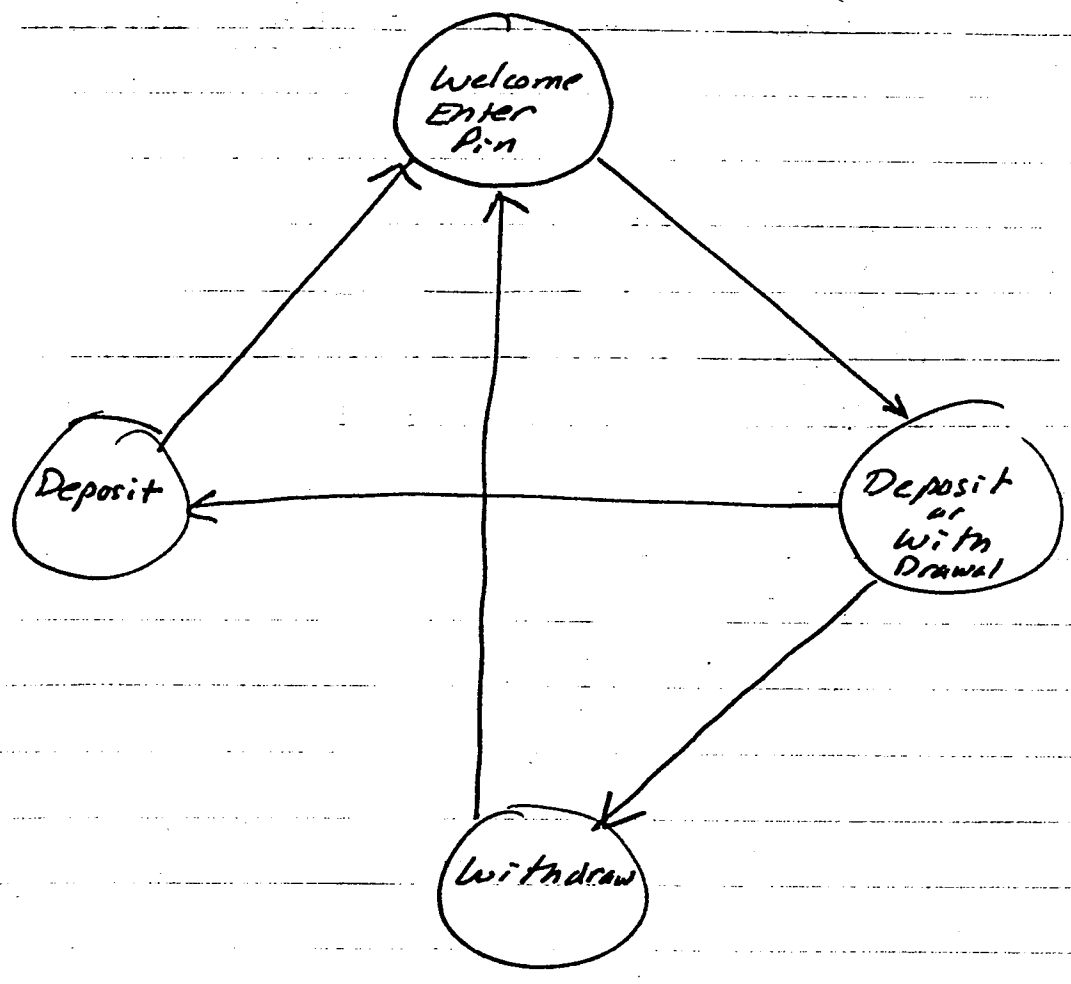 Welcome
Enter
Pin
Deposit
Deposit
or
With
Drawal
Withdraw